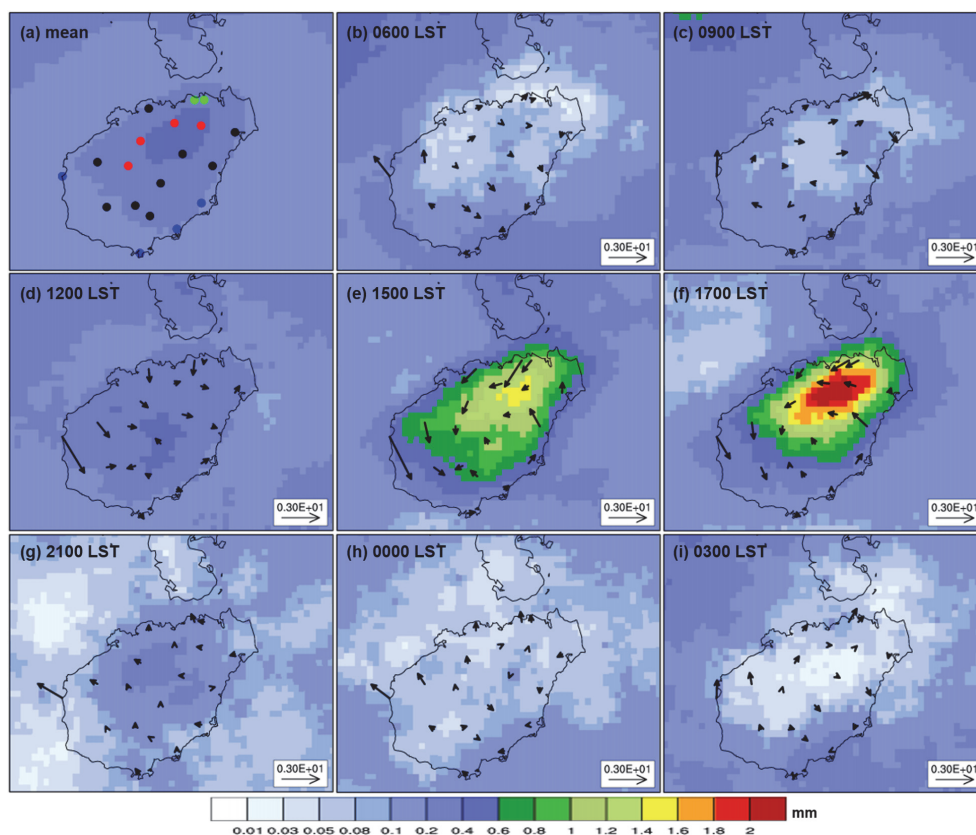 (a) mean
(b) 0600 LST
(c) 0900 LST
0.30E+01
0.30E+01
(d) 1200 LST
(e) 1500 LST
(f) 1700 LST
0.30E+01
0.30E+01
0.30E+01
(g) 2100 LST
(h) 0000 LST
(i) 0300 LST
0.30E+01
0.30E+01
0.30E+01
mm
0.01 0.03 0.05 0.08 0.1 0.2 0.4 0.6 0.8 1 1.2 1.4 1.6 1.8 2